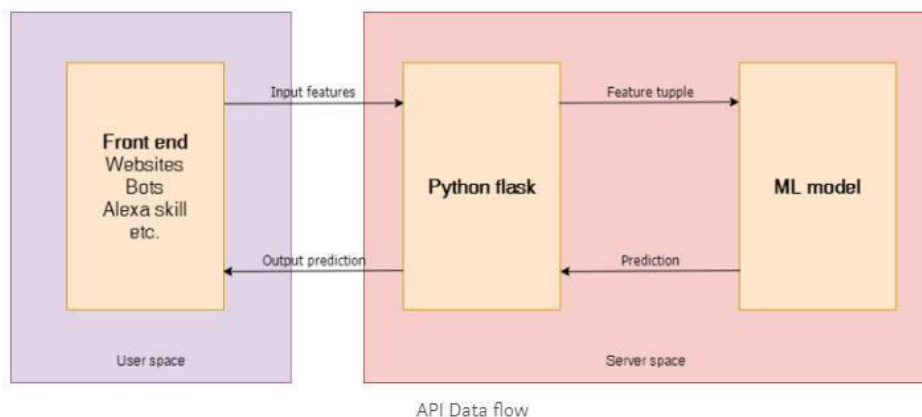 Input features
Feature tupple
Front end
Websites
Bots
Alexa skill
etc.
Python flask
ML model
Output prediction
Prediction
User space
Server space
API Data flow